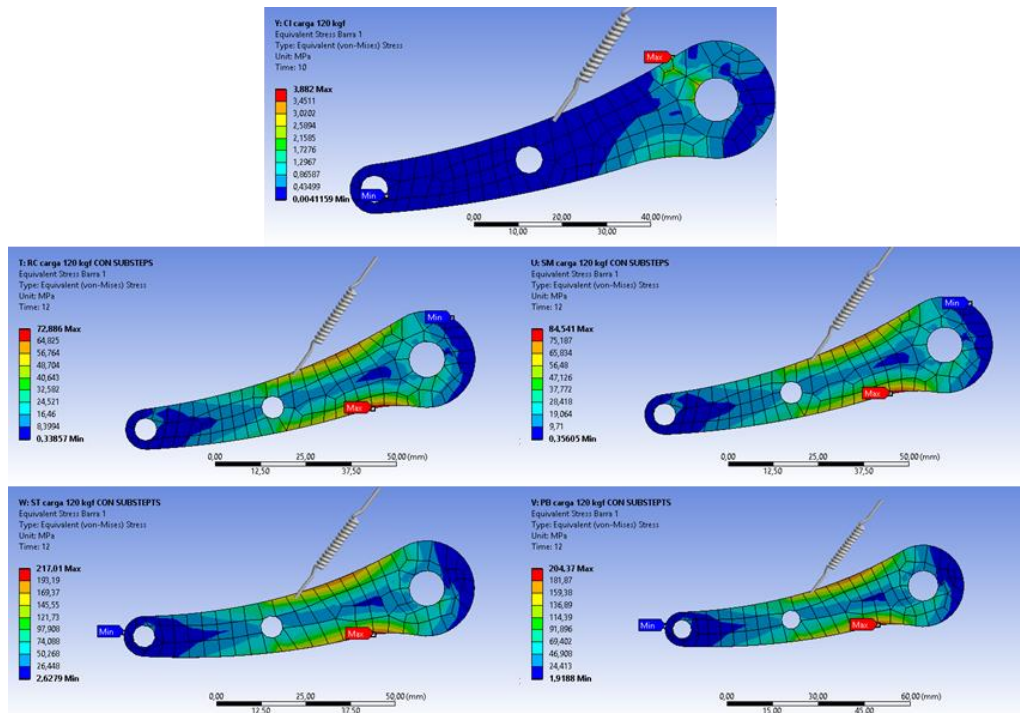 Y: CI carga 120 kgf
Equivalent Stress Barra 1
Type: Equivalent (von-Mises) Stress
Unit: MPa
Time: 10
3,882 Max
3,4511
3,0202
2,5894
2,1585
1,7276
1,2967
0,86587
0,43499
0,0041159 Min
Max
Min
0,00 20,00 40,00 (mm)
10,00 30,00
T: RC carga 120 kgf CON SUBSTEPS
Equivalent Stress Barra 1
Type: Equivalent (von-Mises) Stress
Unit: MPa
Time: 12
72,886 Max
64,825
56,764
48,704
40,643
32,582
24,521
16,46
8,3994
0,33857 Min
Min
Max
0,00 25,00 50,00 (mm)
12,50 37,50
U: SM carga 120 kgf CON SUBSTEPS
Equivalent Stress Barra 1
Type: Equivalent (von-Mises) Stress
Unit: MPa
Time: 12
84,541 Max
75,187
65,834
56,48
47,126
37,772
28,418
19,064
9,71
0,35605 Min
Min
Max
0,00 25,00 50,00 (mm)
12,50 37,50
W: ST carga 120 kgf CON SUBSTEPTS
Equivalent Stress Barra 1
Type: Equivalent (von-Mises) Stress
Unit: MPa
Time: 12
217,01 Max
193,19
169,37
145,55
121,73
97,908
74,088
50,268
26,448
2,6279 Min
Min
Max
0,00 25,00 50,00 (mm)
12,50 37,50
V: PB carga 120 kgf CON SUBSTEPTS
Equivalent Stress Barra 1
Type: Equivalent (von-Mises) Stress
Unit: MPa
Time: 12
204,37 Max
181,87
159,38
136,89
114,39
91,896
69,402
46,908
24,413
1,9188 Min
Min
Max
0,00 30,00 60,00 (mm)
15,00 45,00